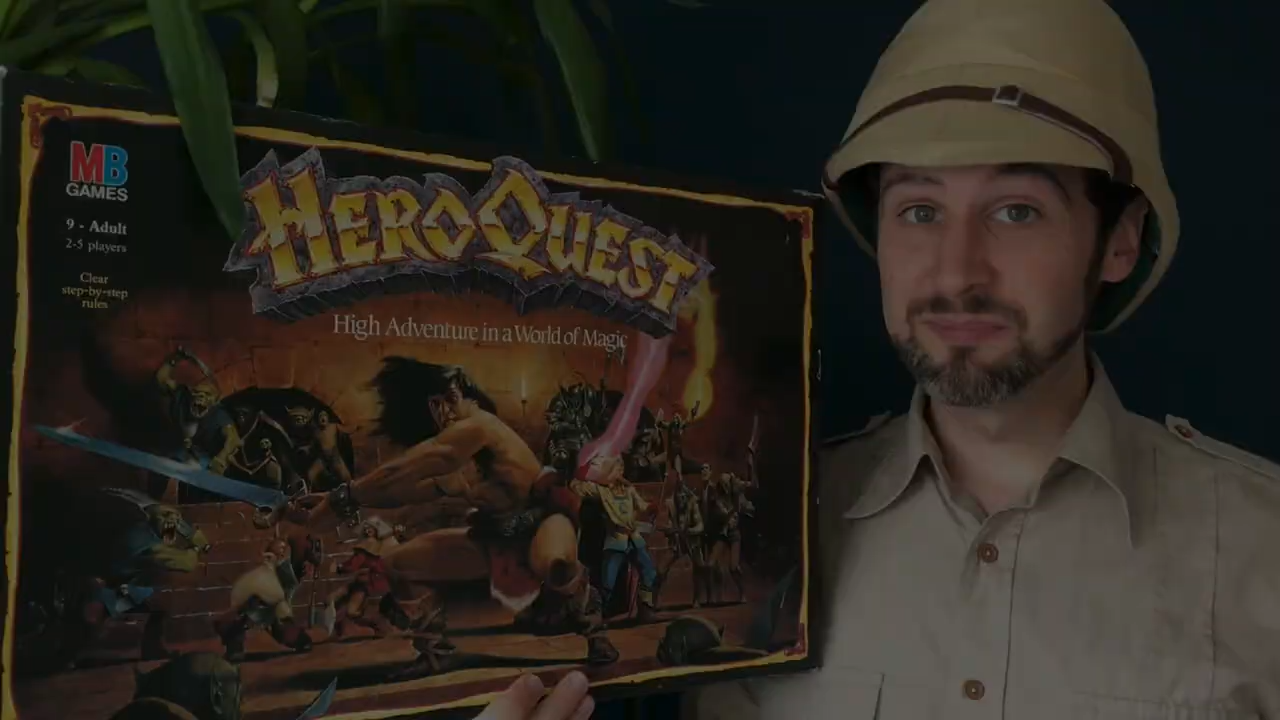 MB
GAMES
9 - Adult
2-5 players
Clear
step-by-step
rules
HEROQUEST
High Adventure in a World of Magic